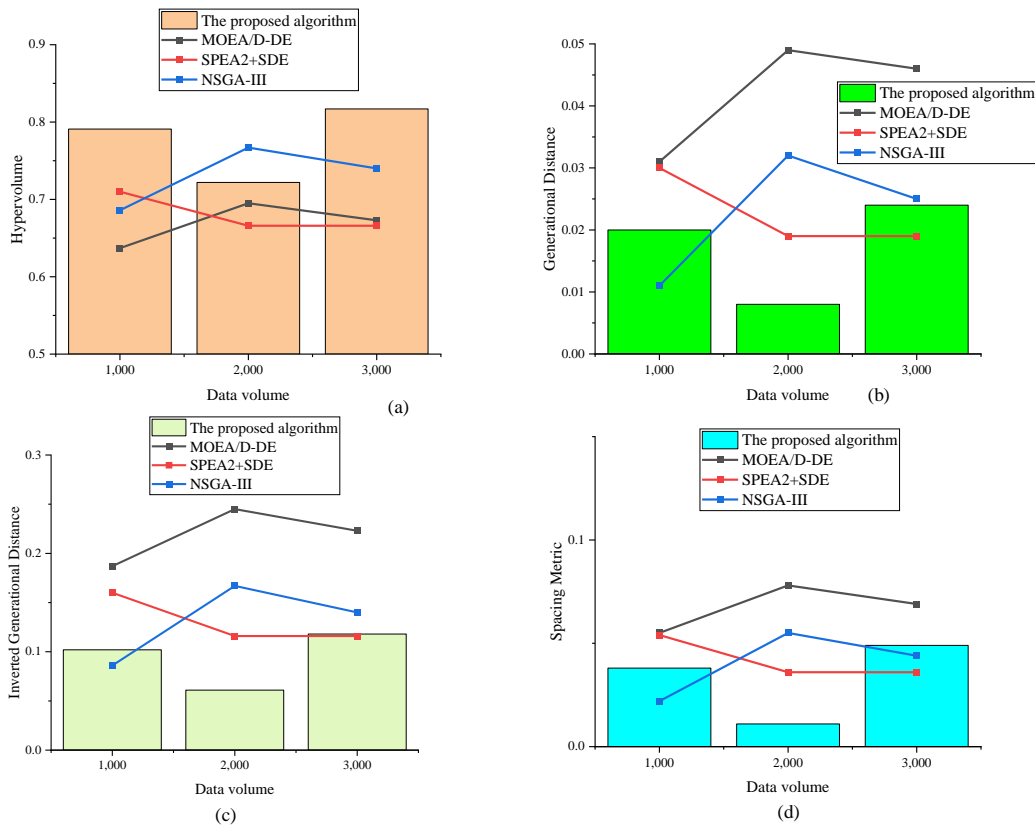 The proposed algorithm
MOEA/D-DE
SPEA2+SDE
NSGA-III
0.9
0.8
0.7
0.6
0.5
Hypervolume
1,000
2,000
3,000
Data volume
(a)
The proposed algorithm
MOEA/D-DE
SPEA2+SDE
NSGA-III
0.05
0.04
0.03
0.02
0.01
0.00
Generational Distance
1,000
2,000
3,000
Data volume
(b)
The proposed algorithm
MOEA/D-DE
SPEA2+SDE
NSGA-III
0.3
0.2
0.1
0.0
Inverted Generational Distance
1,000
2,000
3,000
Data volume
(c)
The proposed algorithm
MOEA/D-DE
SPEA2+SDE
NSGA-III
0.1
0.0
Spacing Metric
1,000
2,000
3,000
Data volume
(d)